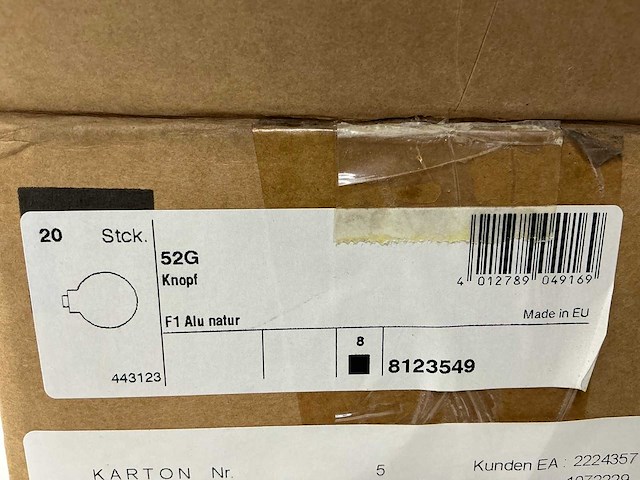 20 Stck.
52G
Knopf
4 012789 049169
F1 Alu natur
Made in EU
8
443123
8123549
KARTON Nr. 5
Kunden EA : 2224357